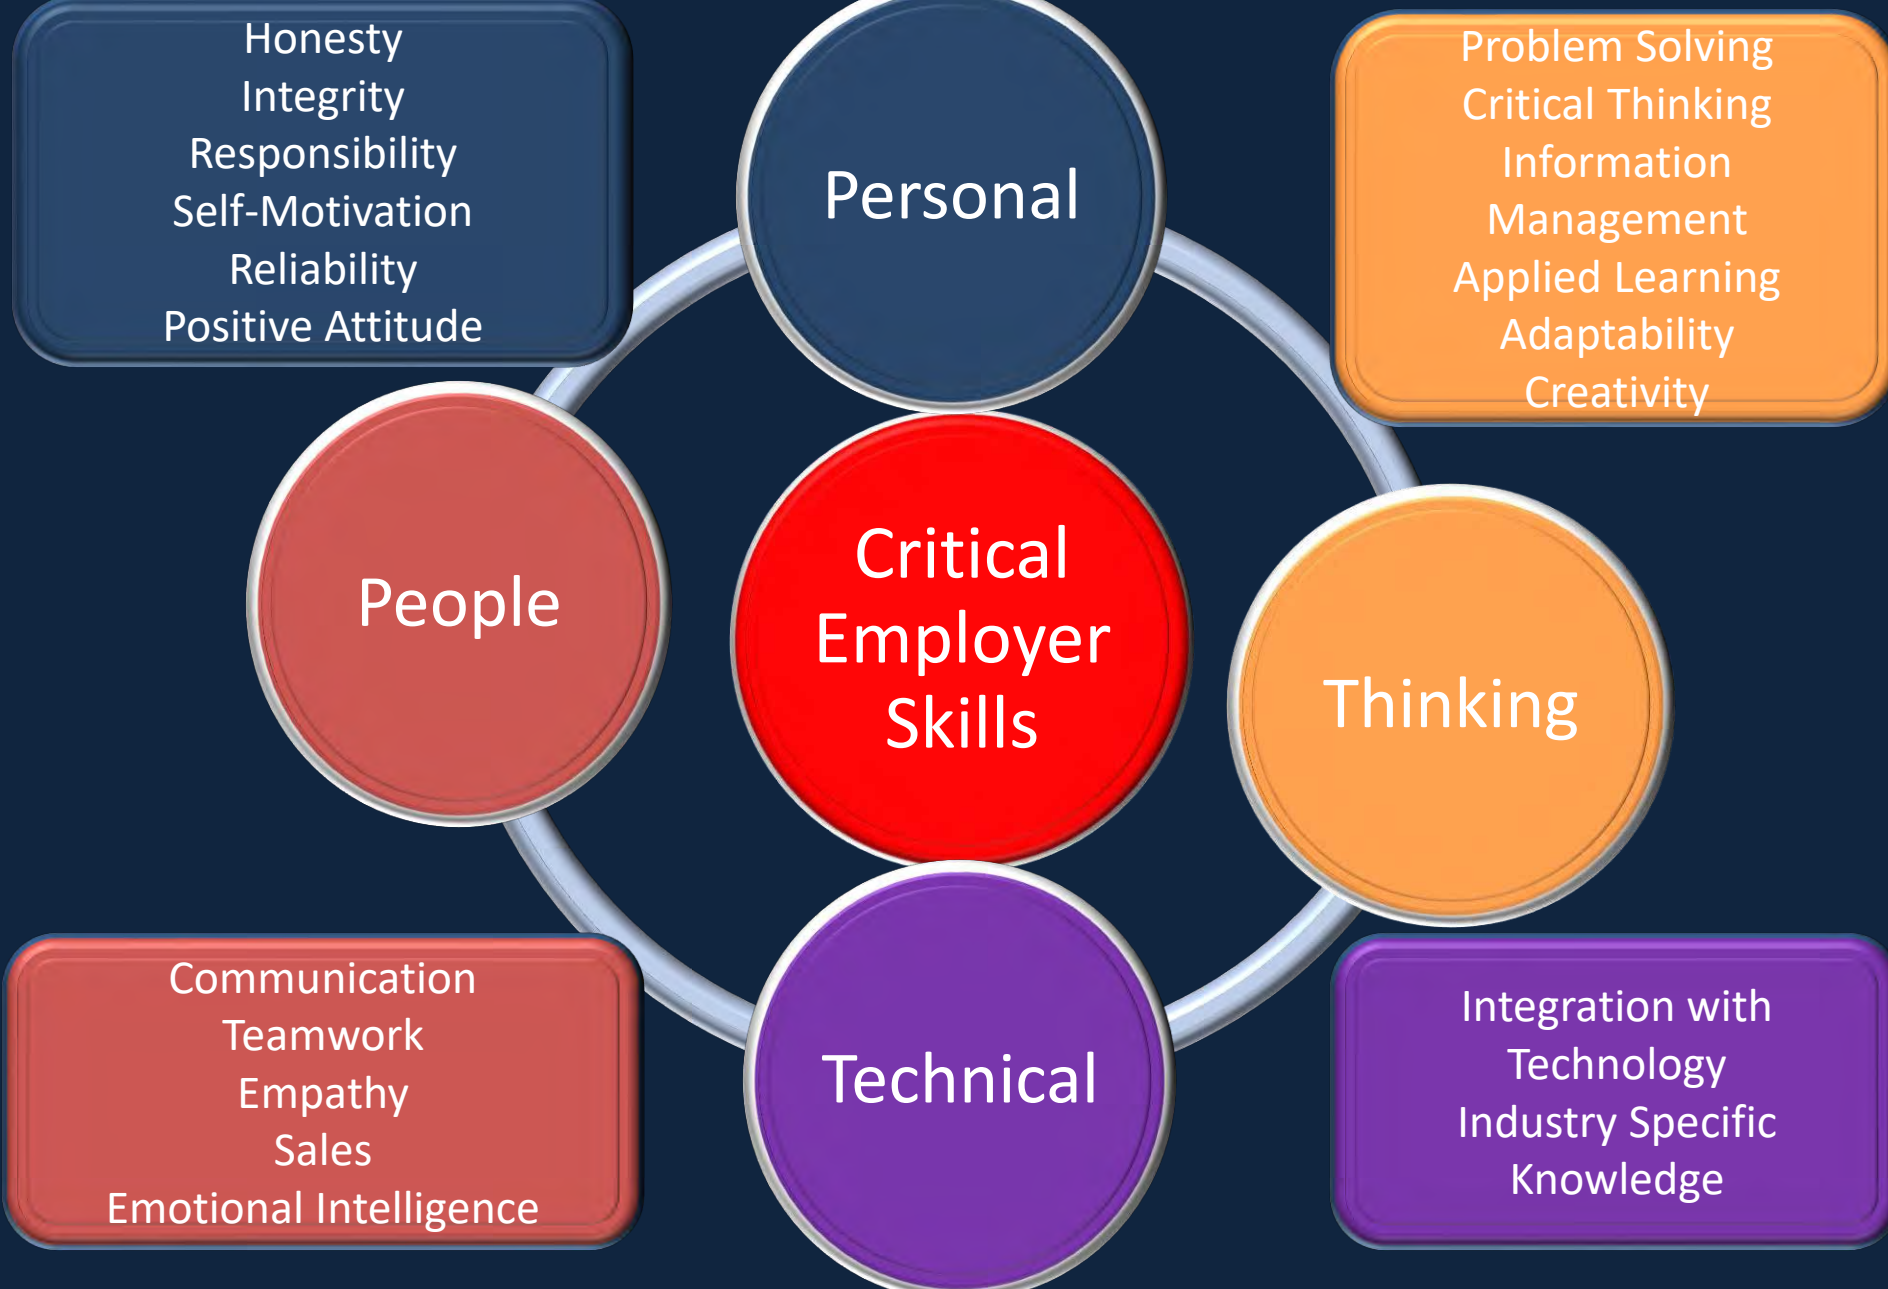 Honesty
Integrity
Responsibility
Self-Motivation
Reliability
Positive Attitude
Personal
Problem Solving
Critical Thinking
Information
Management
Applied Learning
Adaptability
Creativity
People
Critical
Employer
Skills
Thinking
Communication
Teamwork
Empathy
Sales
Emotional Intelligence
Technical
Integration with
Technology
Industry Specific
Knowledge